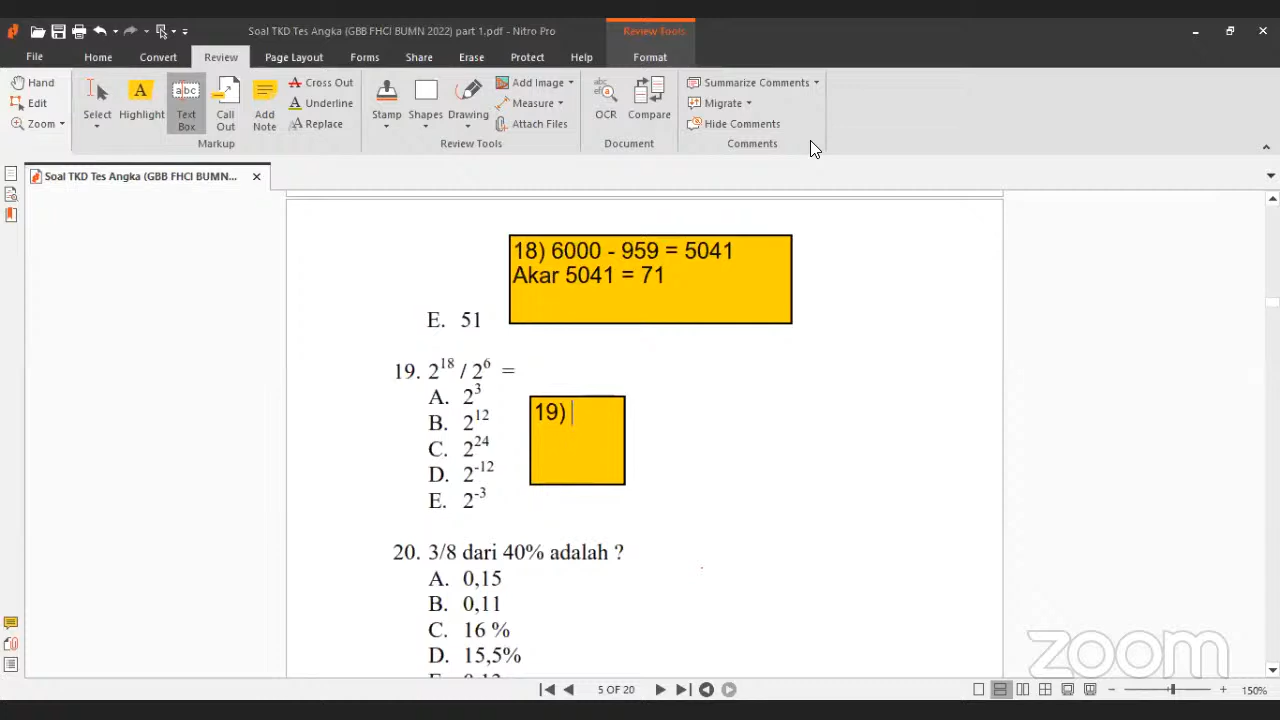 Soal TKD Tes Angka (GBB FHCI BUMN 2022) part 1.pdf - Nitro Pro
Review Tools
File
Home
Convert
Review
Page Layout
Forms
Share
Erase
Protect
Help
Format
Hand
Edit
Zoom
Select
Highlight
Text Box
Call Out
Add Note
Cross Out
Underline
Replace
Markup
Stamp
Shapes
Drawing
Add Image
Measure
Attach Files
Review Tools
OCR
Compare
Document
Summarize Comments
Migrate
Hide Comments
Comments
Soal TKD Tes Angka (GBB FHCI BUMN...
18) 6000 - 959 = 5041
Akar 5041 = 71
E. 51
19. 2^18 / 2^6 =
A. 2^3
B. 2^12
C. 2^24
D. 2^-12
E. 2^-3
19)
20. 3/8 dari 40% adalah ?
A. 0,15
B. 0,11
C. 16 %
D. 15,5%
zoom
5 OF 20
150%